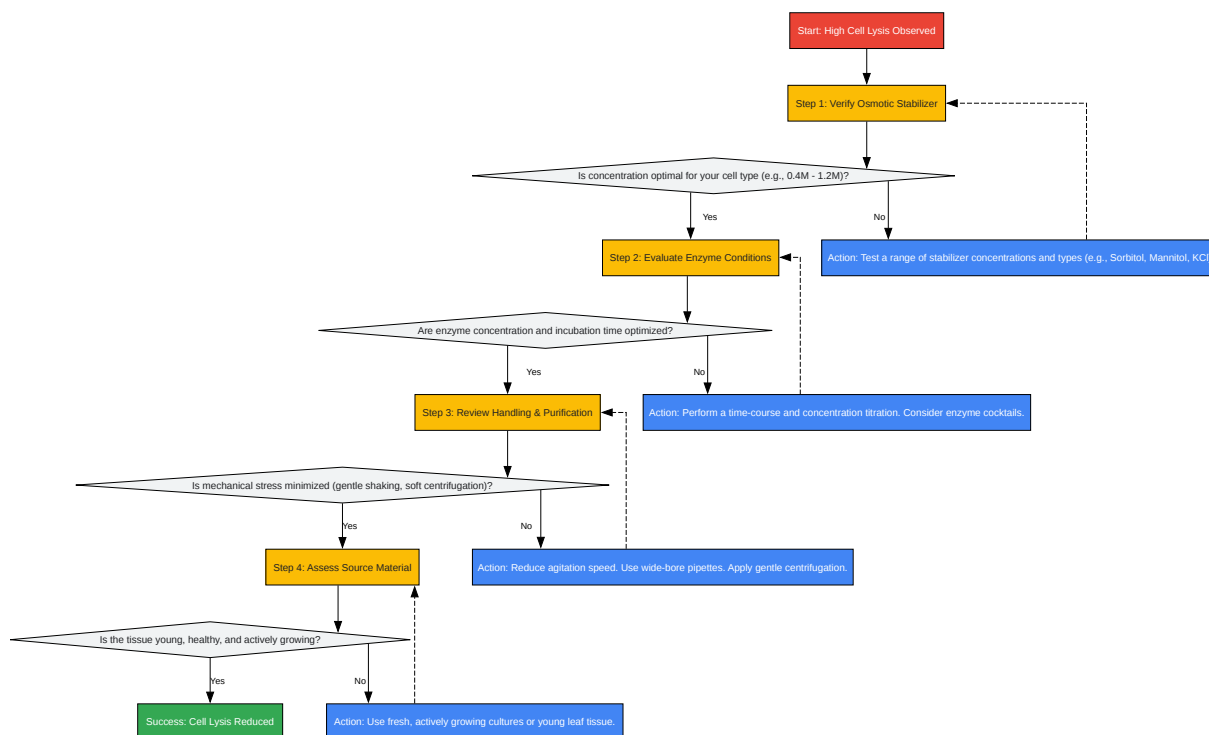 Start: High Cell Lysis Observed
Step 1: Verify Osmotic Stabilizer
Is concentration optimal for your cell type (e.g., 0.4M - 1.2M)?
Yes
No
Step 2: Evaluate Enzyme Conditions
Action: Test a range of stabilizer concentrations and types (e.g., Sorbitol, Mannitol, KCl
Are enzyme concentration and incubation time optimized?
Yes
No
Step 3: Review Handling & Purification
Action: Perform a time-course and concentration titration. Consider enzyme cocktails.
Is mechanical stress minimized (gentle shaking, soft centrifugation)?
Yes
No
Step 4: Assess Source Material
Action: Reduce agitation speed. Use wide-bore pipettes. Apply gentle centrifugation.
Is the tissue young, healthy, and actively growing?
Yes
No
Success: Cell Lysis Reduced
Action: Use fresh, actively growing cultures or young leaf tissue.